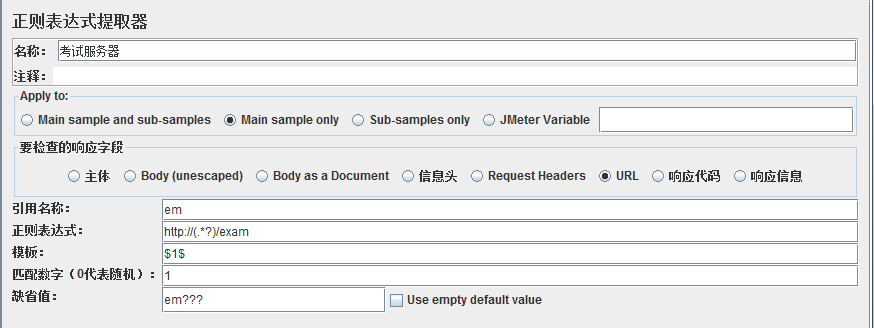 正则表达式提取器
名称： 考试服务器
注释：
Apply to:
Main sample and sub-samples Main sample only Sub-samples only JMeter Variable
要检查的响应字段
主体 Body (unescaped) Body as a Document 信息头 Request Headers URL 响应代码 响应信息
引用名称： em
正则表达式： http://(.*?)/exam
模板： $1$
匹配数字（0代表随机）： 1
缺省值： em??? Use empty default value